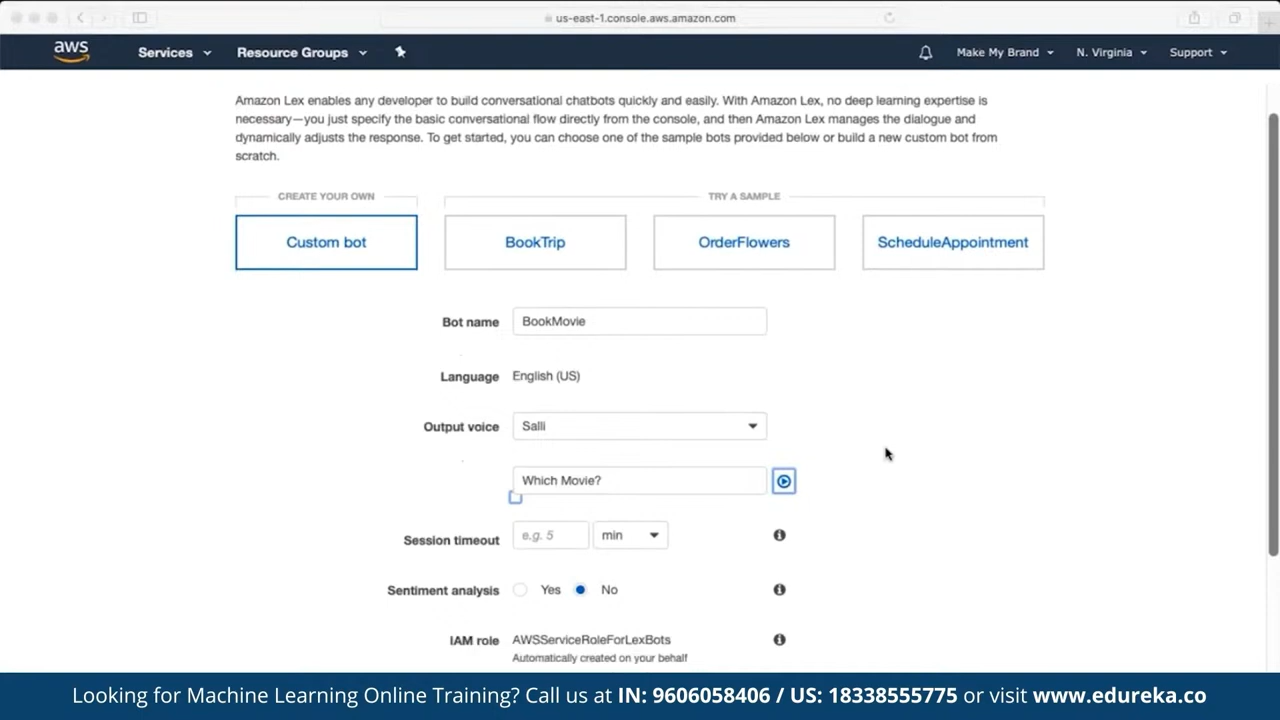 us-east-1.console.aws.amazon.com
aws Services Resource Groups Make My Brand N. Virginia Support
Amazon Lex enables any developer to build conversational chatbots quickly and easily. With Amazon Lex, no deep learning expertise is
necessary—you just specify the basic conversational flow directly from the console, and then Amazon Lex manages the dialogue and
dynamically adjusts the response. To get started, you can choose one of the sample bots provided below or build a new custom bot from
scratch.
CREATE YOUR OWN TRY A SAMPLE
Custom bot BookTrip OrderFlowers ScheduleAppointment
Bot name BookMovie
Language English (US)
Output voice Salli
Which Movie?
Session timeout e.g. 5 min
Sentiment analysis Yes No
IAM role AWSServiceRoleForLexBots
Automatically created on your behalf
Looking for Machine Learning Online Training? Call us at IN: 9606058406 / US: 18338555775 or visit www.edureka.co